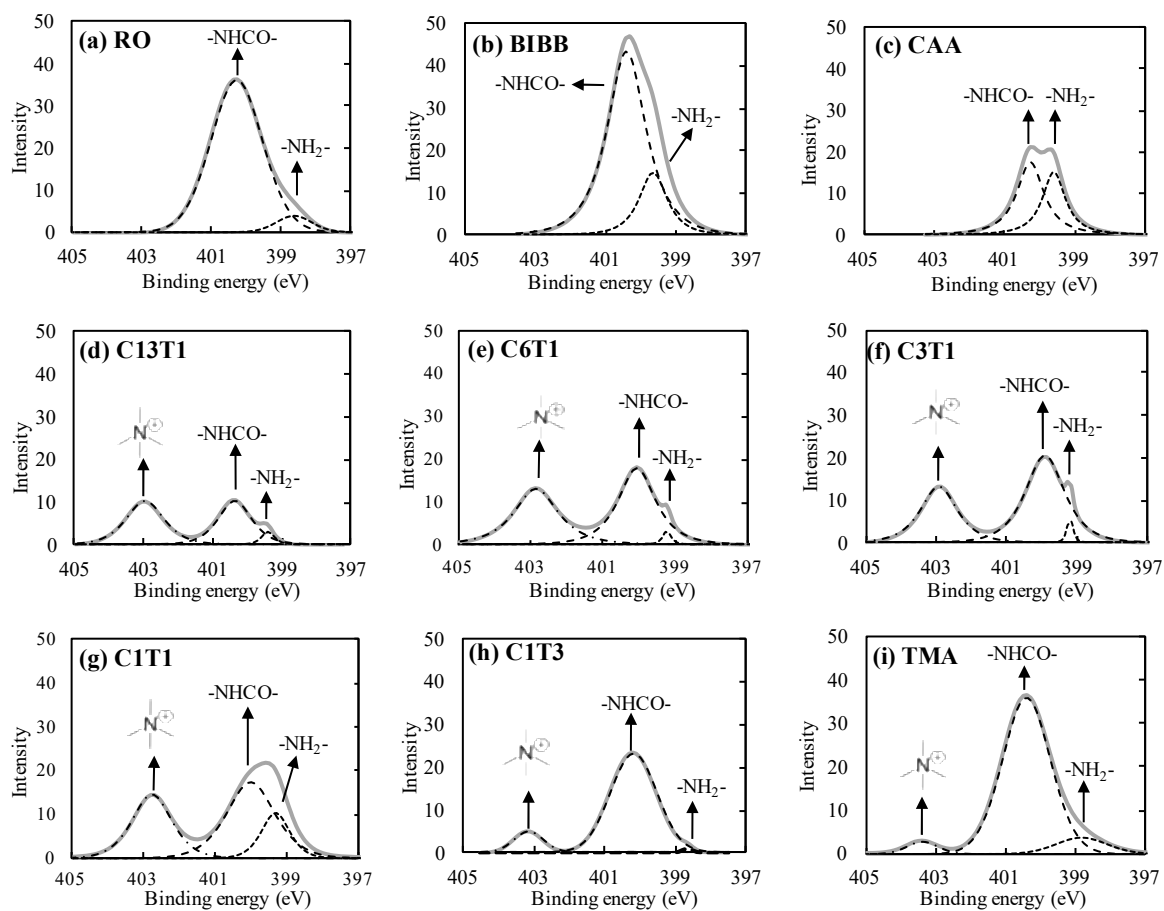 (a) RO
-NHCO-
-NH2-
Intensity
50
40
30
20
10
0
405 403 401 399 397
Binding energy (eV)
(b) BIBB
-NHCO-
-NH2-
Intensity
50
40
30
20
10
0
405 403 401 399 397
Binding energy (eV)
(c) CAA
-NHCO- -NH2-
Intensity
50
40
30
20
10
0
405 403 401 399 397
Binding energy (eV)
(d) C13T1
N+
-NHCO-
-NH2-
Intensity
50
40
30
20
10
0
405 403 401 399 397
Binding energy (eV)
(e) C6T1
N+
-NHCO-
-NH2-
Intensity
50
40
30
20
10
0
405 403 401 399 397
Binding energy (eV)
(f) C3T1
N+
-NHCO-
-NH2-
Intensity
50
40
30
20
10
0
405 403 401 399 397
Binding energy (eV)
(g) C1T1
N+
-NHCO-
-NH2-
Intensity
50
40
30
20
10
0
405 403 401 399 397
Binding energy (eV)
(h) C1T3
N+
-NHCO-
-NH2-
Intensity
50
40
30
20
10
0
405 403 401 399 397
Binding energy (eV)
(i) TMA
N+
-NHCO-
-NH2-
Intensity
50
40
30
20
10
0
405 403 401 399 397
Binding energy (eV)